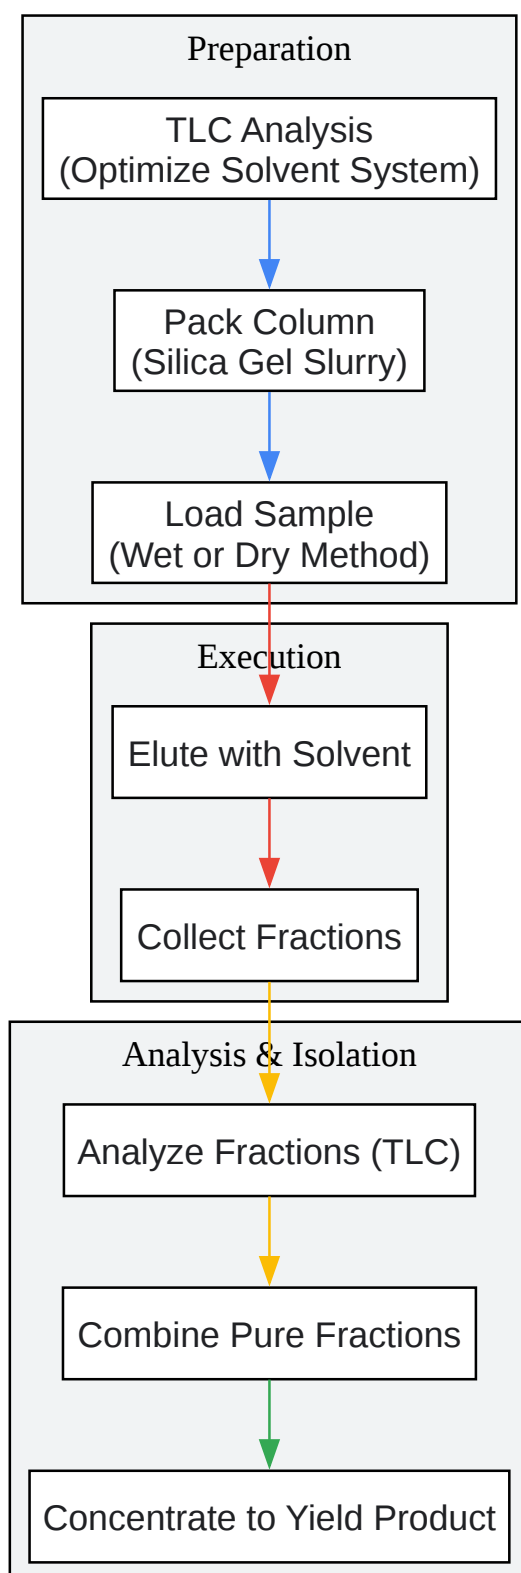 Preparation
TLC Analysis
(Optimize Solvent System)
Pack Column
(Silica Gel Slurry)
Load Sample
(Wet or Dry Method)
Execution
Elute with Solvent
Collect Fractions
Analysis & Isolation
Analyze Fractions (TLC)
Combine Pure Fractions
Concentrate to Yield Product